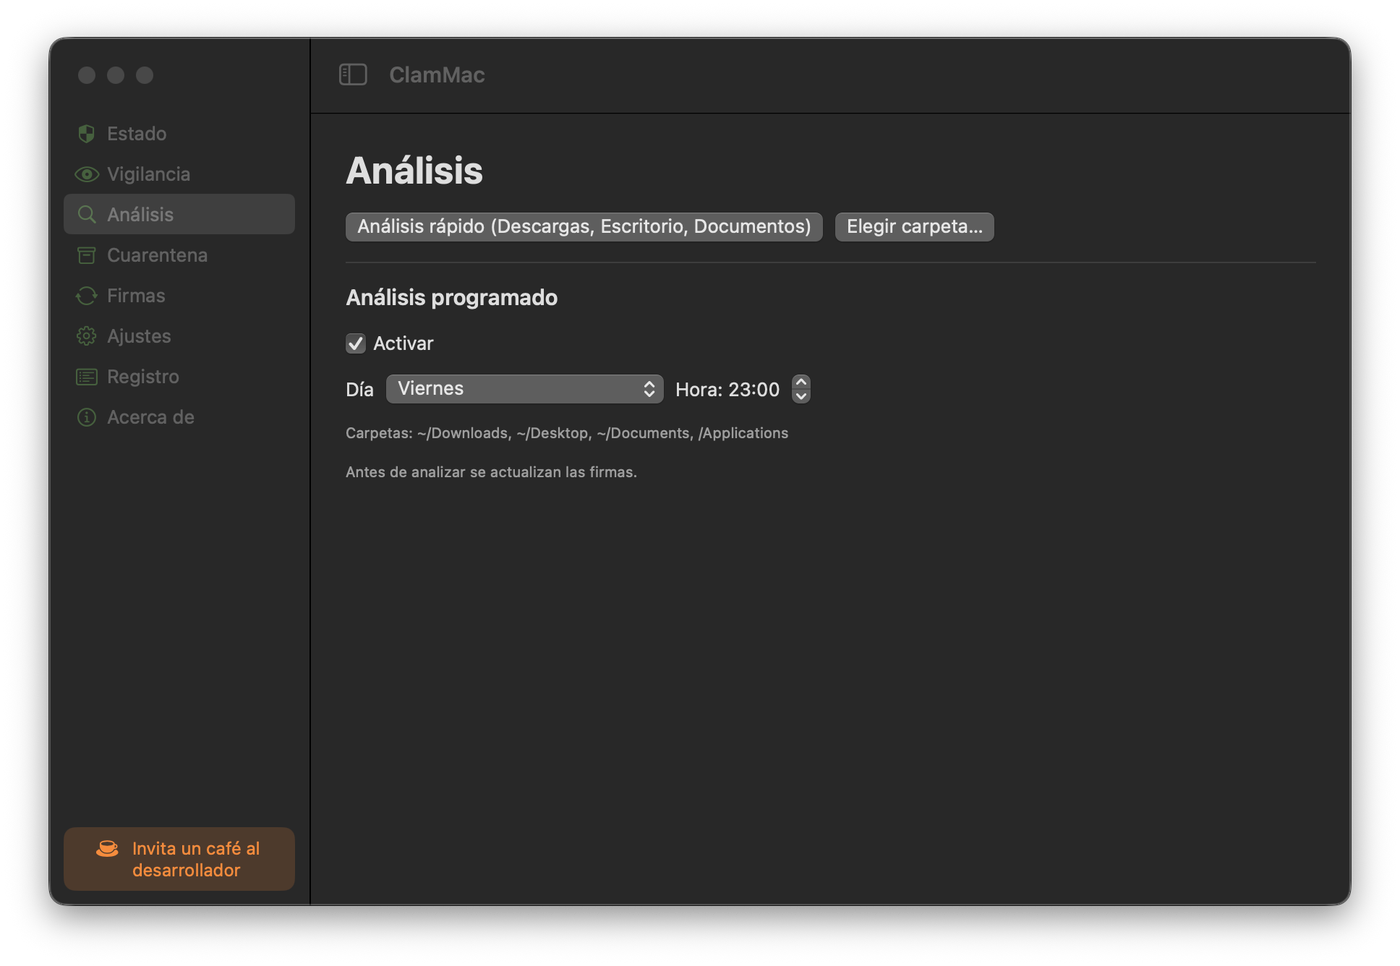 ClamMac
Estado
Vigilancia
Análisis
Cuarentena
Firmas
Ajustes
Registro
Acerca de
Invita un café al
desarrollador
Análisis
Análisis rápido (Descargas, Escritorio, Documentos)
Elegir carpeta...
Análisis programado
Activar
Día Viernes Hora: 23:00
Carpetas: ~/Downloads, ~/Desktop, ~/Documents, /Applications
Antes de analizar se actualizan las firmas.